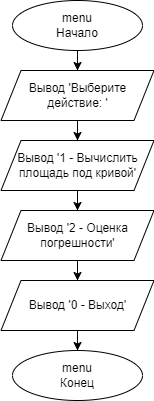 menu
Начало
Вывод 'Выберите
действие: '
Вывод '1 - Вычислить
площадь под кривой'
Вывод '2 - Оценка
погрешности'
Вывод '0 - Выход'
menu
Конец